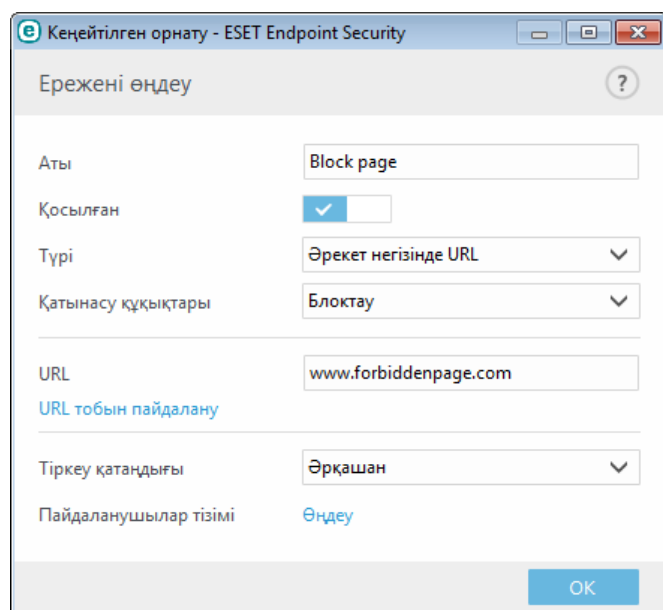 Кеңейтілген орнату - ESET Endpoint Security
Ережені өңдеу
?
Аты Block page
Қосылған
Түрі Әрекет негізінде URL
Қатынасу құқықтары Блоктау
URL www.forbiddenpage.com
URL тобын пайдалану
Тіркеу қатаңдығы Әрқашан
Пайдаланушылар тізімі Өңдеу
OK